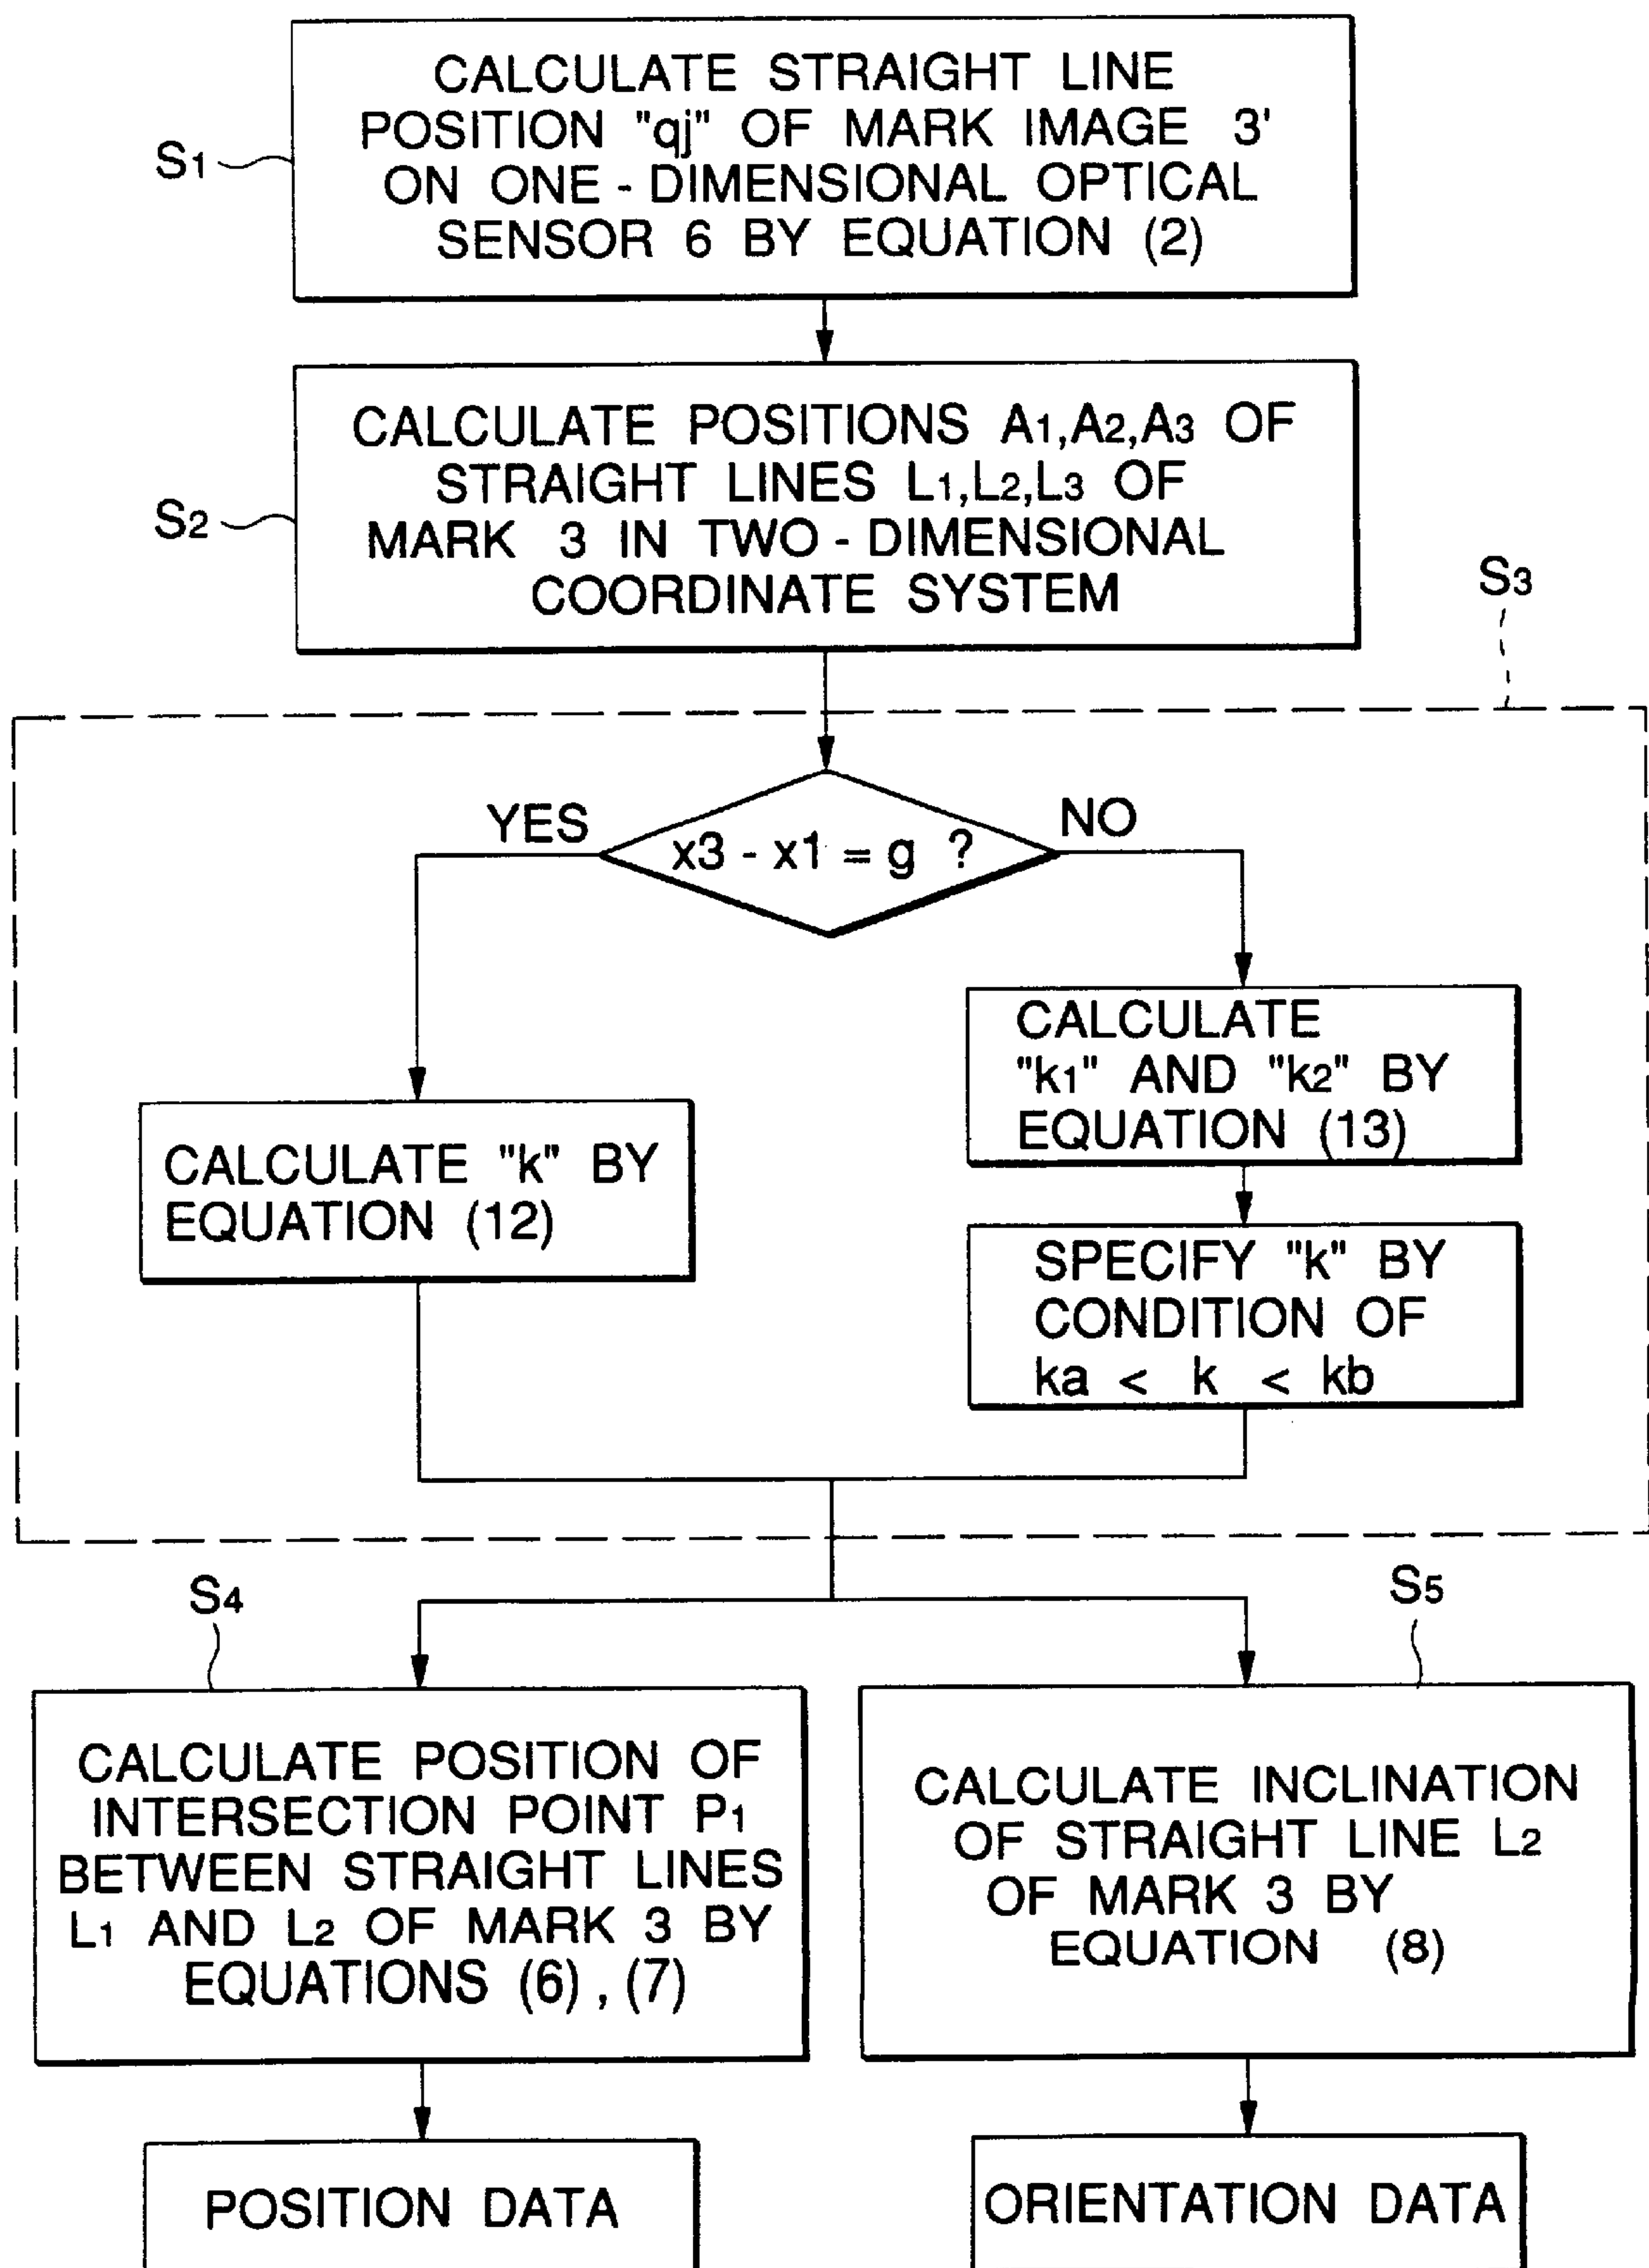 CALCULATE STRAIGHT LINE
POSITION "qj" OF MARK IMAGE 3'
ON ONE - DIMENSIONAL OPTICAL
SENSOR 6 BY EQUATION (2)
S1
CALCULATE POSITIONS A1,A2,A3 OF
STRAIGHT LINES L1,L2,L3 OF
MARK 3 IN TWO - DIMENSIONAL
COORDINATE SYSTEM
S2
S3
x3 - x1 = g ?
YES
NO
CALCULATE "k" BY
EQUATION (12)
CALCULATE
"k1" AND "k2" BY
EQUATION (13)
SPECIFY "k" BY
CONDITION OF
ka < k < kb
S4
CALCULATE POSITION OF
INTERSECTION POINT P1
BETWEEN STRAIGHT LINES
L1 AND L2 OF MARK 3 BY
EQUATIONS (6) , (7)
S5
CALCULATE INCLINATION
OF STRAIGHT LINE L2
OF MARK 3 BY
EQUATION (8)
POSITION DATA
ORIENTATION DATA